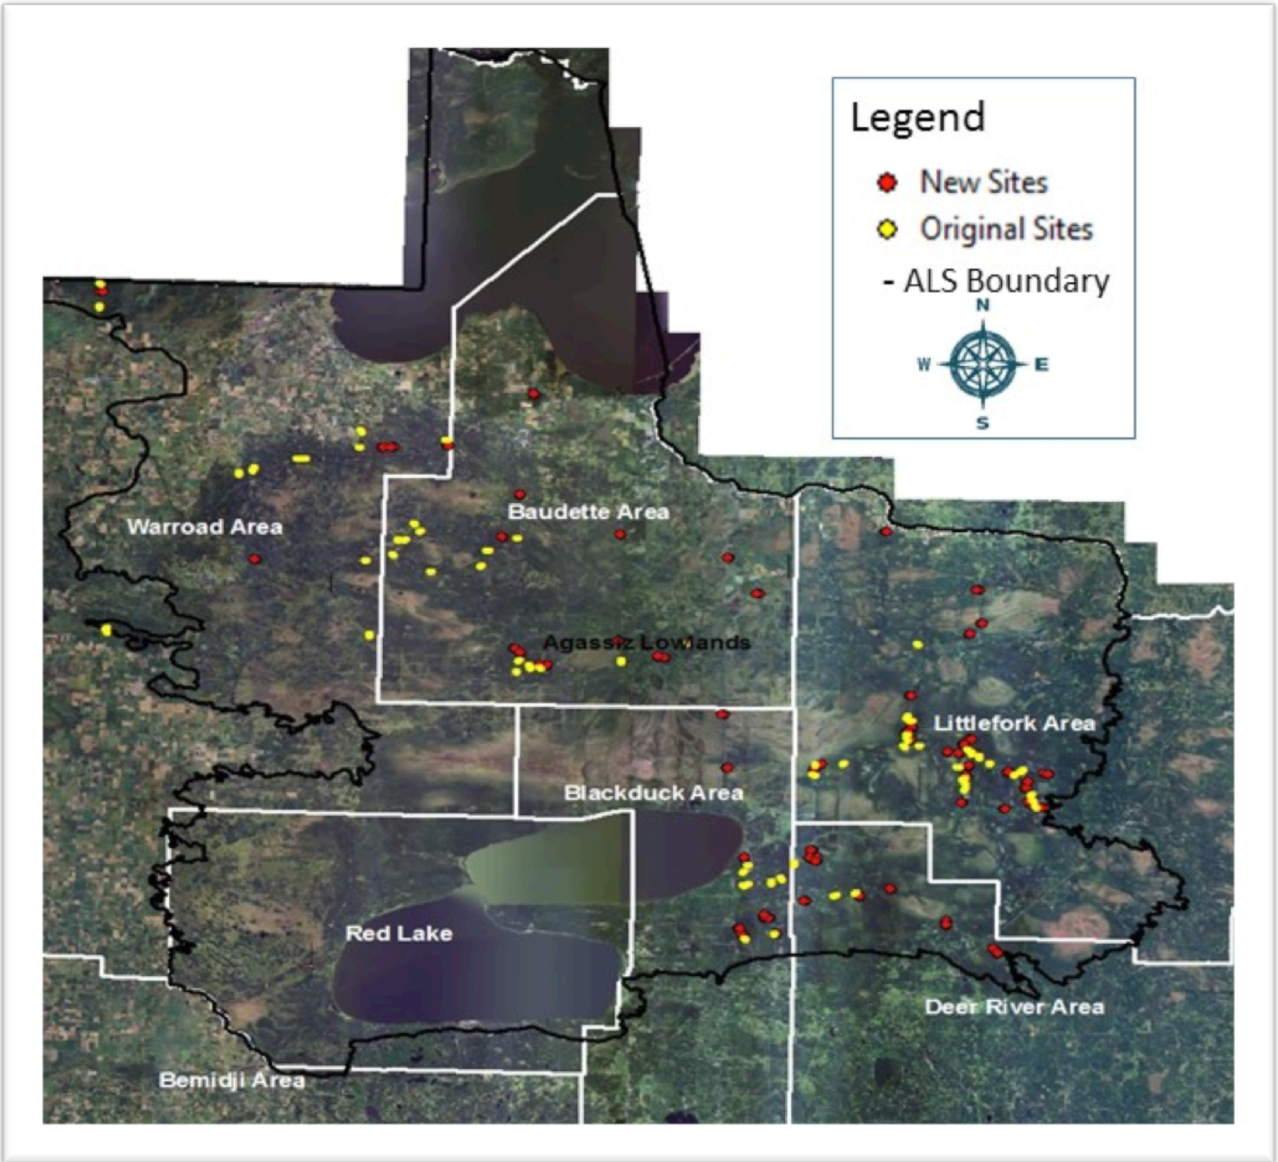 Legend
New Sites
Original Sites
- ALS Boundary
N
W
E
S
Warroad Area
Baudette Area
Agassiz Lowlands
Littlefork Area
Blackduck Area
Red Lake
Deer River Area
Bemidji Area